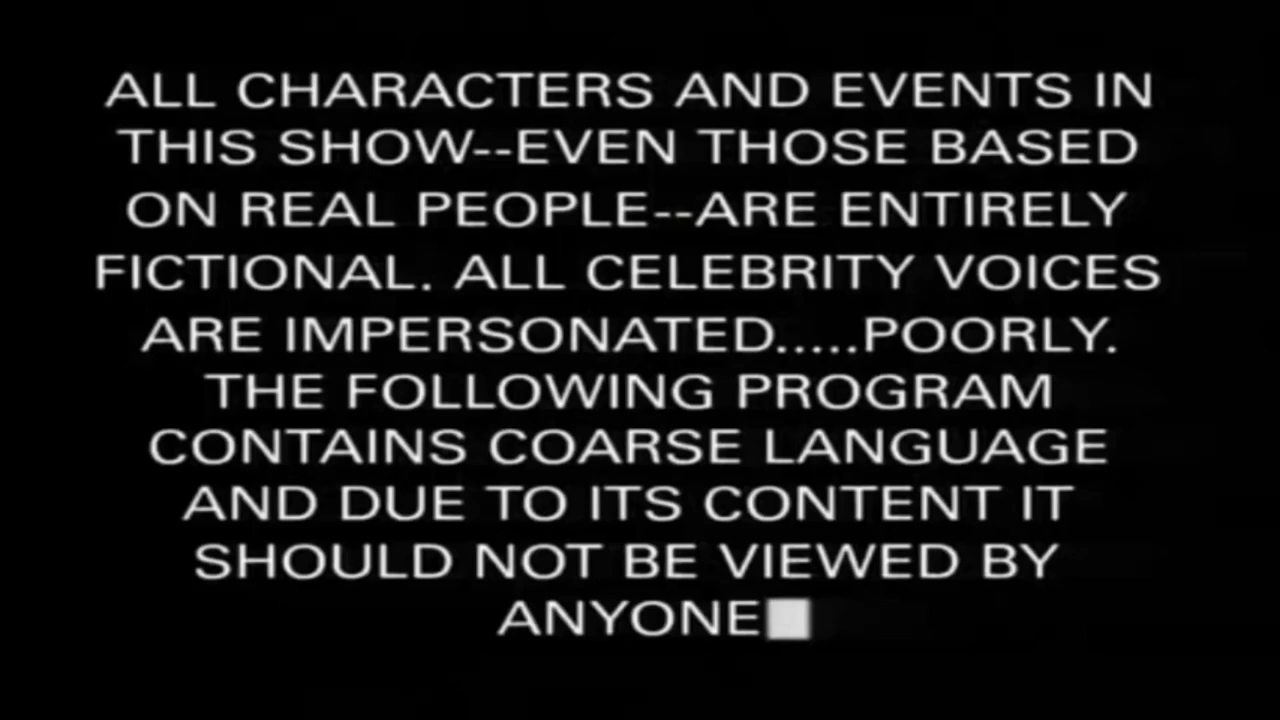 ALL CHARACTERS AND EVENTS IN
THIS SHOW--EVEN THOSE BASED
ON REAL PEOPLE--ARE ENTIRELY
FICTIONAL. ALL CELEBRITY VOICES
ARE IMPERSONATED.....POORLY.
THE FOLLOWING PROGRAM
CONTAINS COARSE LANGUAGE
AND DUE TO ITS CONTENT IT
SHOULD NOT BE VIEWED BY
ANYONE■